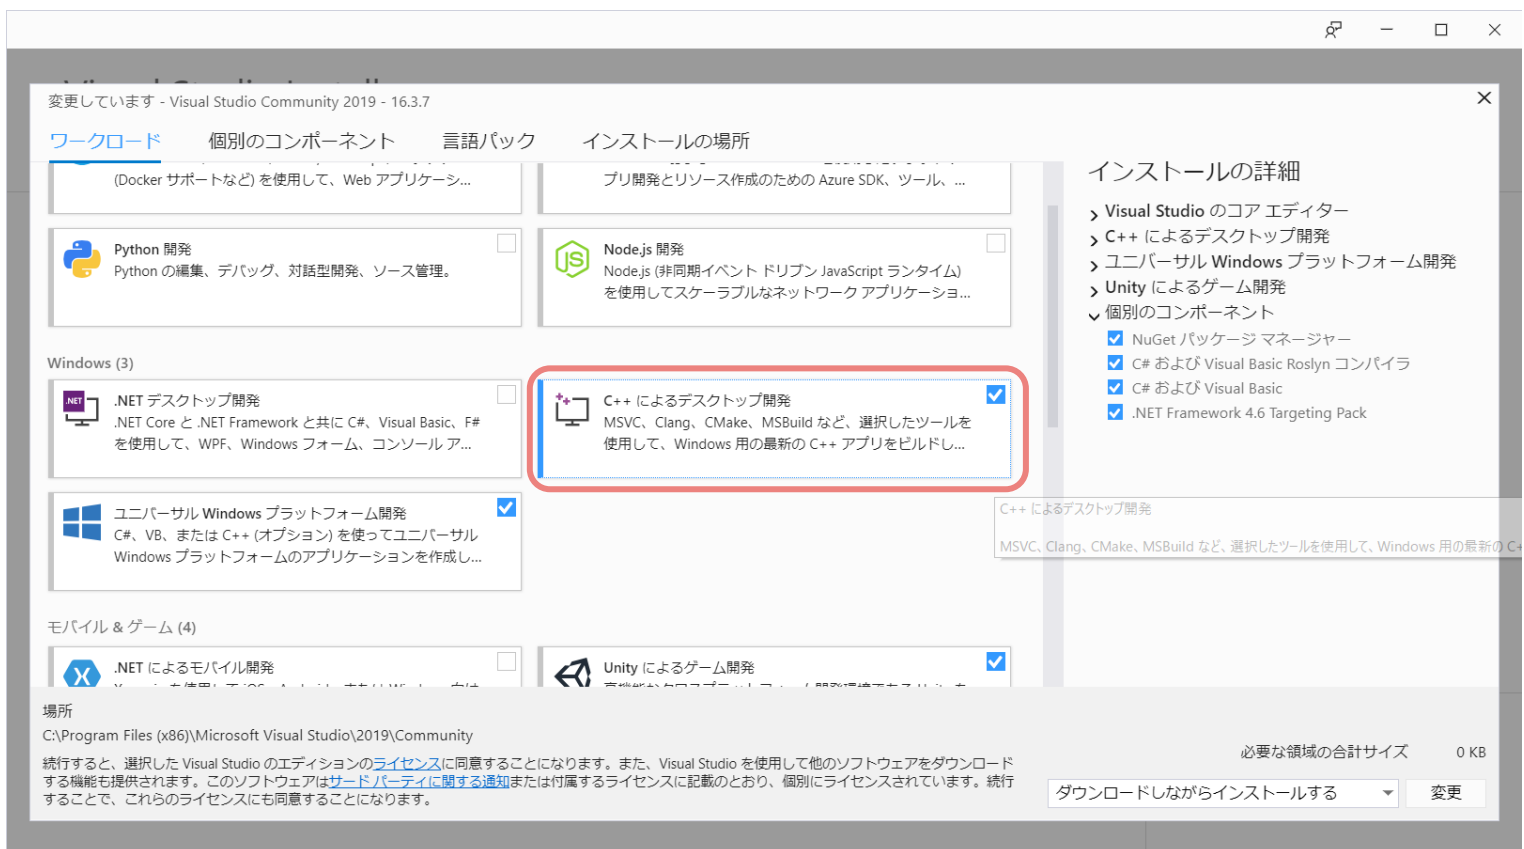 変更しています - Visual Studio Community 2019 - 16.3.7
ワークロード 個別のコンポーネント 言語パック インストールの場所
(Docker サポートなど) を使用して、Web アプリケーシ...
プリ開発とリソース作成のための Azure SDK、ツール、...
Python 開発
Python の編集、デバッグ、対話型開発、ソース管理。
Node.js 開発
Node.js (非同期イベント ドリブン JavaScript ランタイム)
を使用してスケーラブルなネットワーク アプリケーショ...
Windows (3)
.NET デスクトップ開発
.NET Core と .NET Framework と共に C#、Visual Basic、F#
を使用して、WPF、Windows フォーム、コンソール ア...
C++ によるデスクトップ開発
MSVC、Clang、CMake、MSBuild など、選択したツールを
使用して、Windows 用の最新の C++ アプリをビルドし...
ユニバーサル Windows プラットフォーム開発
C#、VB、または C++ (オプション) を使ってユニバーサル
Windows プラットフォームのアプリケーションを作成し...
モバイル & ゲーム (4)
.NET によるモバイル開発
Unity によるゲーム開発
インストールの詳細
Visual Studio のコア エディター
C++ によるデスクトップ開発
ユニバーサル Windows プラットフォーム開発
Unity によるゲーム開発
個別のコンポーネント
NuGet パッケージ マネージャー
C# および Visual Basic Roslyn コンパイラ
C# および Visual Basic
.NET Framework 4.6 Targeting Pack
C++ によるデスクトップ開発
MSVC、Clang、CMake、MSBuild など、選択したツールを使用して、Windows 用の最新の C+
場所
C:\Program Files (x86)\Microsoft Visual Studio\2019\Community
続行すると、選択した Visual Studio のエディションのライセンスに同意することになります。また、Visual Studio を使用して他のソフトウェアをダウンロード
する機能も提供されます。このソフトウェアはサード パーティに関する通知または付属するライセンスに記載のとおり、個別にライセンスされています。続行
することで、これらのライセンスにも同意することになります。
必要な領域の合計サイズ 0 KB
ダウンロードしながらインストールする 変更